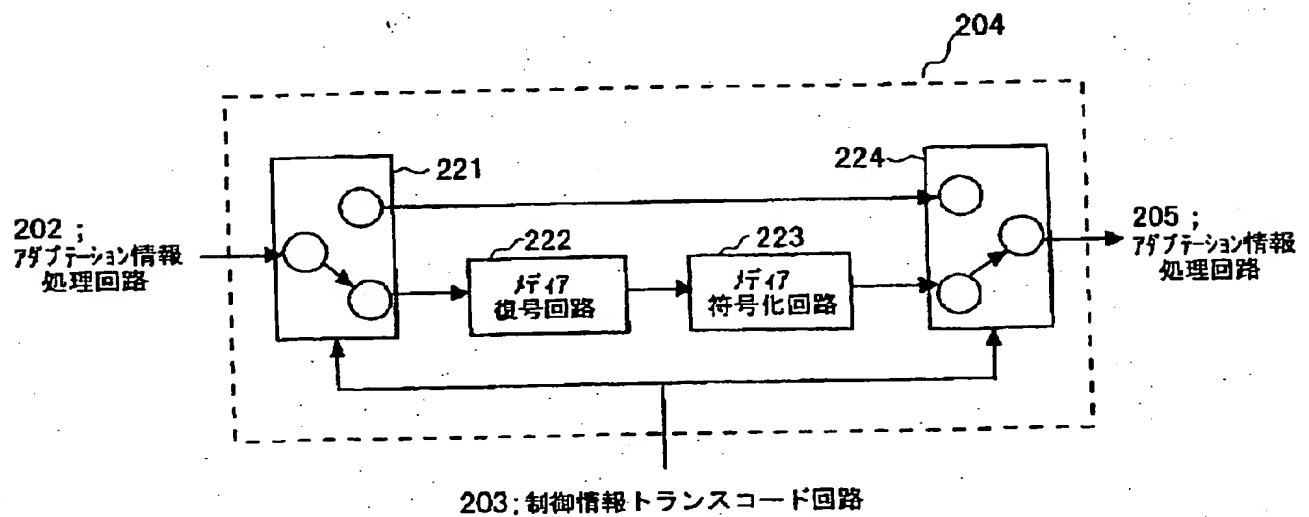 204
221
224
202;
アダプテーション情報
処理回路
222
メディア
復号回路
223
メディア
符号化回路
205;
アダプテーション情報
処理回路
203;制御情報トランスコード回路